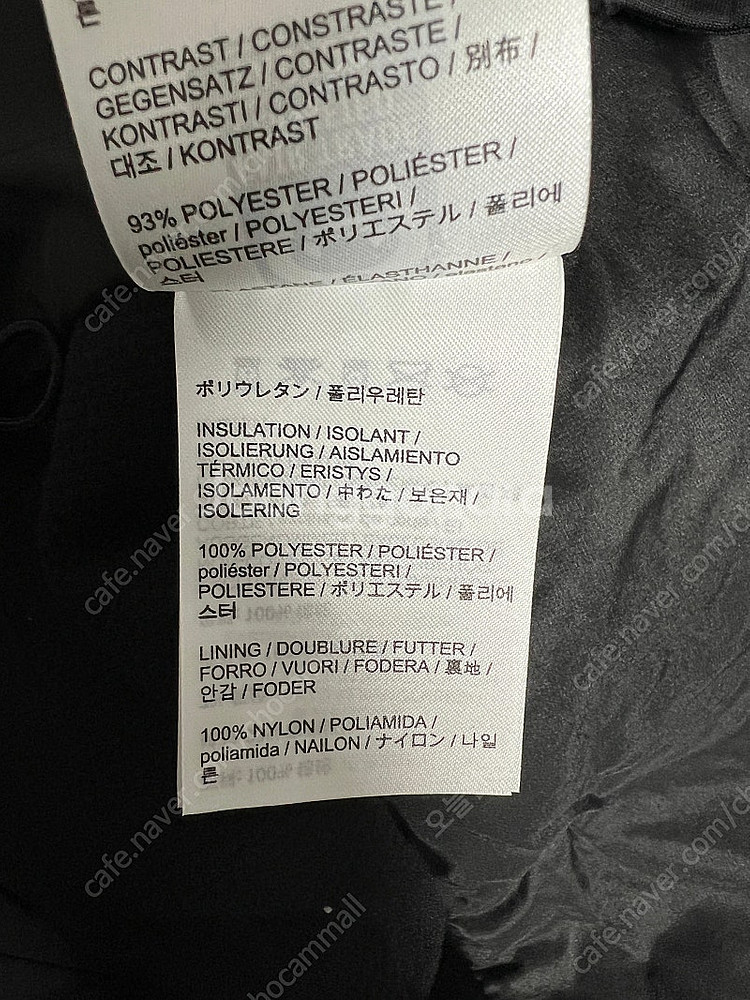 른
CONTRAST / CONSTRASTE /
GEGENSATZ / CONTRASTE /
KONTRASTI / CONTRASTO / 別布 /
대조 / KONTRAST
93% POLYESTER / POLIÉSTER /
poliéster / POLYESTERI /
POLIESTERE / ポリエステル / 폴리에
스터
ELASTANE / ÉLASTHANNE /
ポリウレタン / 폴리우레탄
INSULATION / ISOLANT /
ISOLIERUNG / AISLAMIENTO
TÉRMICO / ERISTYS /
ISOLAMENTO / 中わた / 보은재 /
ISOLERING
100% POLYESTER / POLIÉSTER /
poliéster / POLYESTERI /
POLIESTERE / ポリエステル / 폴리에
스터
LINING / DOUBLURE / FUTTER /
FORRO / VUORI / FODERA / 裏地 /
안감 / FODER
100% NYLON / POLIAMIDA /
poliamida / NAILON / ナイロン / 나일
론